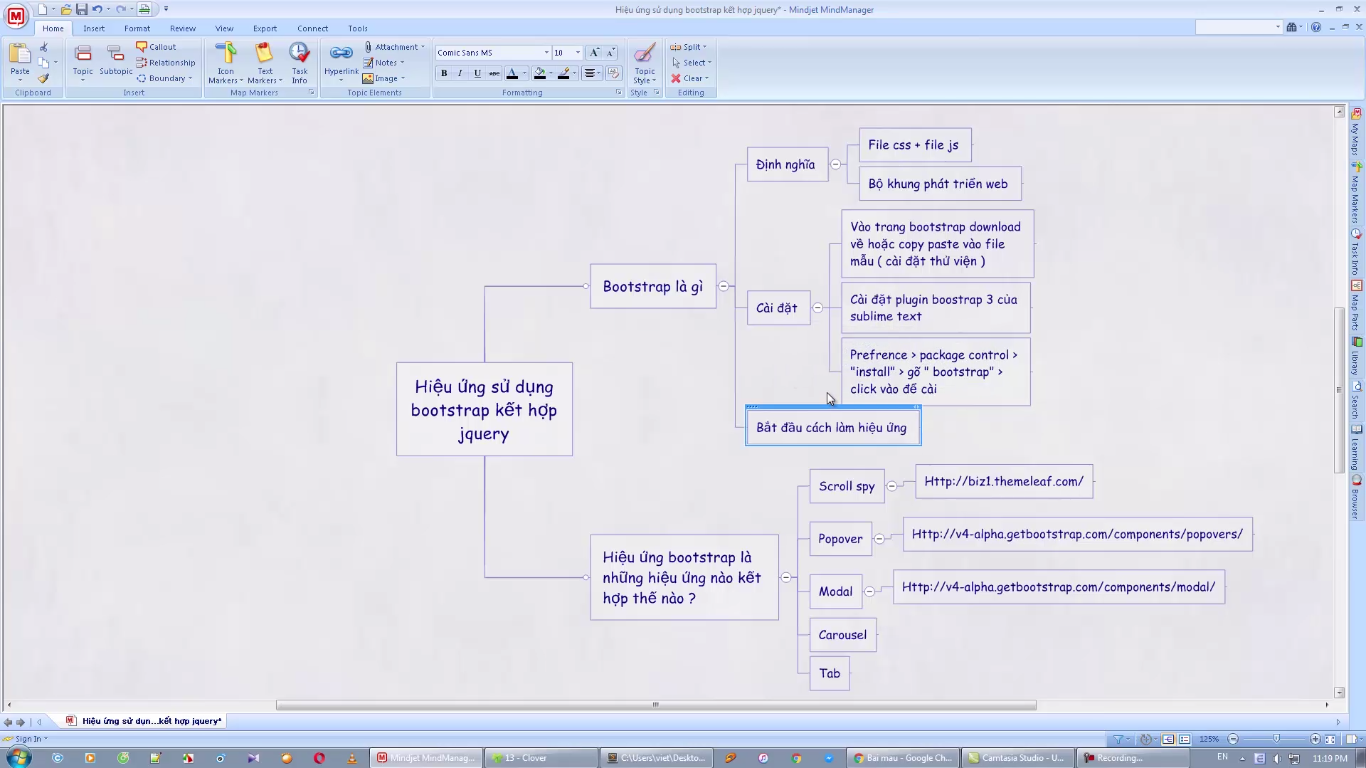 Hiệu ứng sử dụng bootstrap kết hợp jquery* - Mindjet MindManager
Home Insert Format Review View Export Connect Tools
Paste
Clipboard
Topic Subtopic
Callout
Relationship
Boundary
Insert
Icon Markers
Text Markers
Task Info
Map Markers
Hyperlink
Attachment
Notes
Image
Topic Elements
Comic Sans MS 10
B I U abc A
Formatting
Topic Style
Style
Split
Select
Clear
Editing
Định nghĩa
File css + file js
Bộ khung phát triển web
Bootstrap là gì
Cài đặt
Vào trang bootstrap download
về hoặc copy paste vào file
mẫu ( cài đặt thử viện )
Cài đặt plugin boostrap 3 của
sublime text
Prefrence > package control >
"install" > gõ " bootstrap" >
click vào để cài
Bắt đầu cách làm hiệu ứng
Hiệu ứng sử dụng
bootstrap kết hợp
jquery
Hiệu ứng bootstrap là
những hiệu ứng nào kết
hợp thế nào ?
Scroll spy
Http://biz1.themeleaf.com/
Popover
Http://v4-alpha.getbootstrap.com/components/popovers/
Modal
Http://v4-alpha.getbootstrap.com/components/modal/
Carousel
Tab
My Maps
Map Markers
Task Info
Map Parts
Library
Search
Learning
Browser
Hiệu ứng sử dụn...kết hợp jquery*
Sign In
125%
Mindjet MindManag...
13 - Clover
C:\Users\viet\Deskto...
Bai mau - Google Ch...
Camtasia Studio - U...
Recording...
EN
11:19 PM